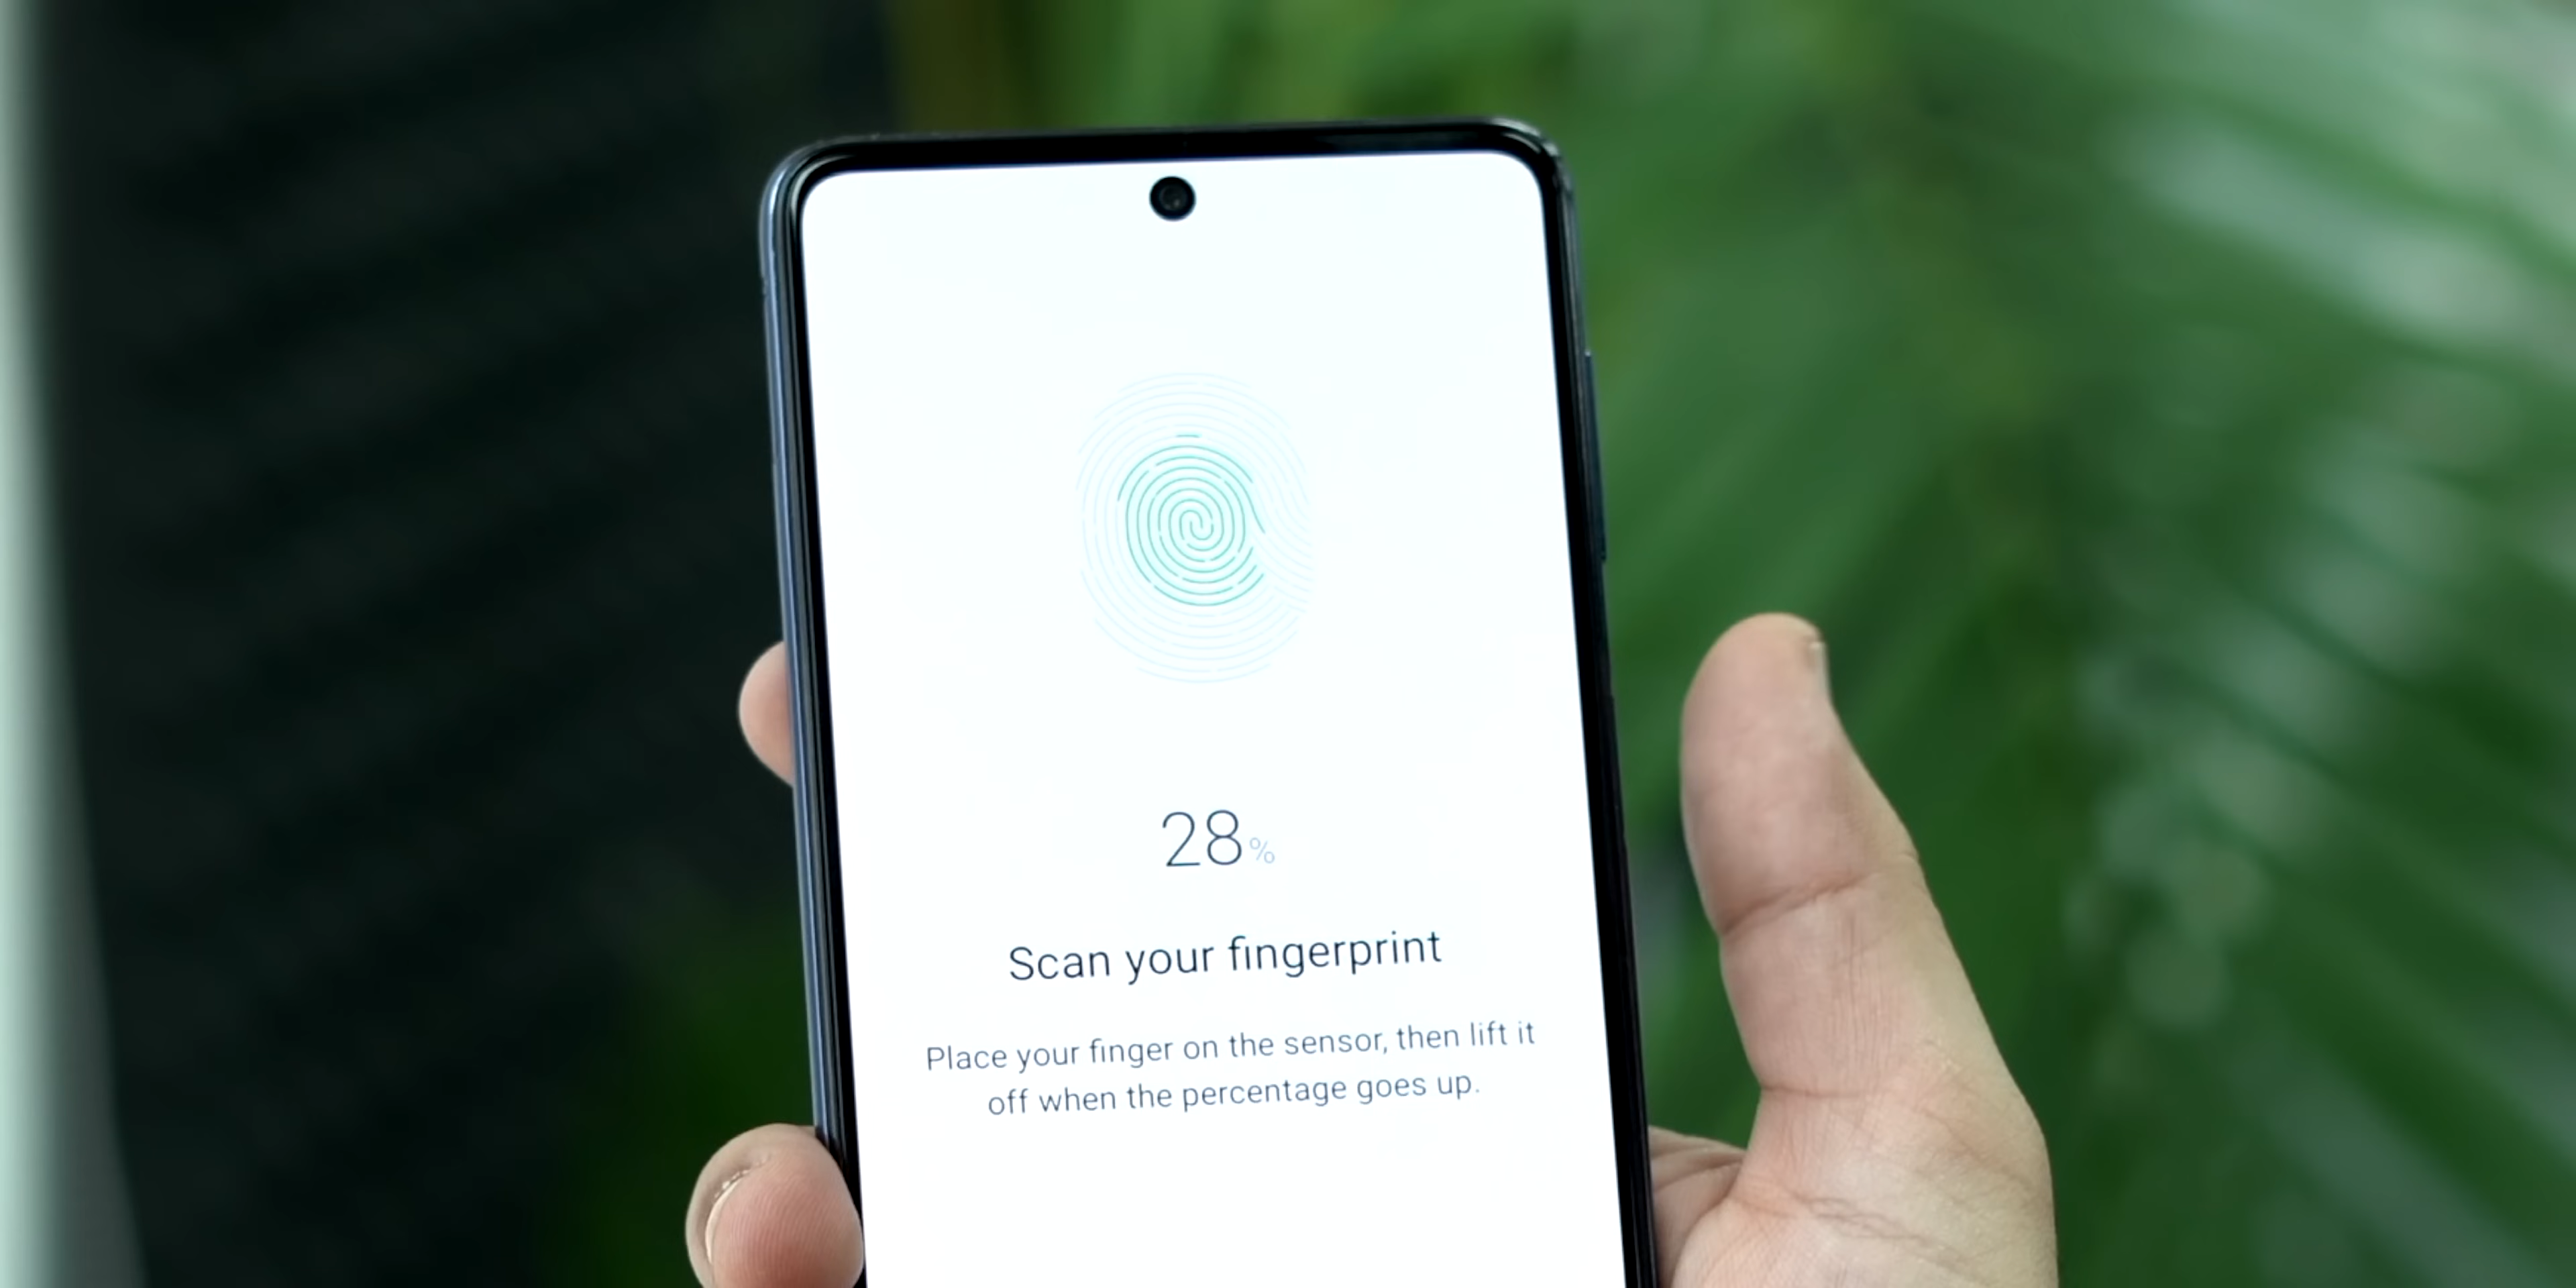 28%
Scan your fingerprint
Place your finger on the sensor, then lift it
off when the percentage goes up.